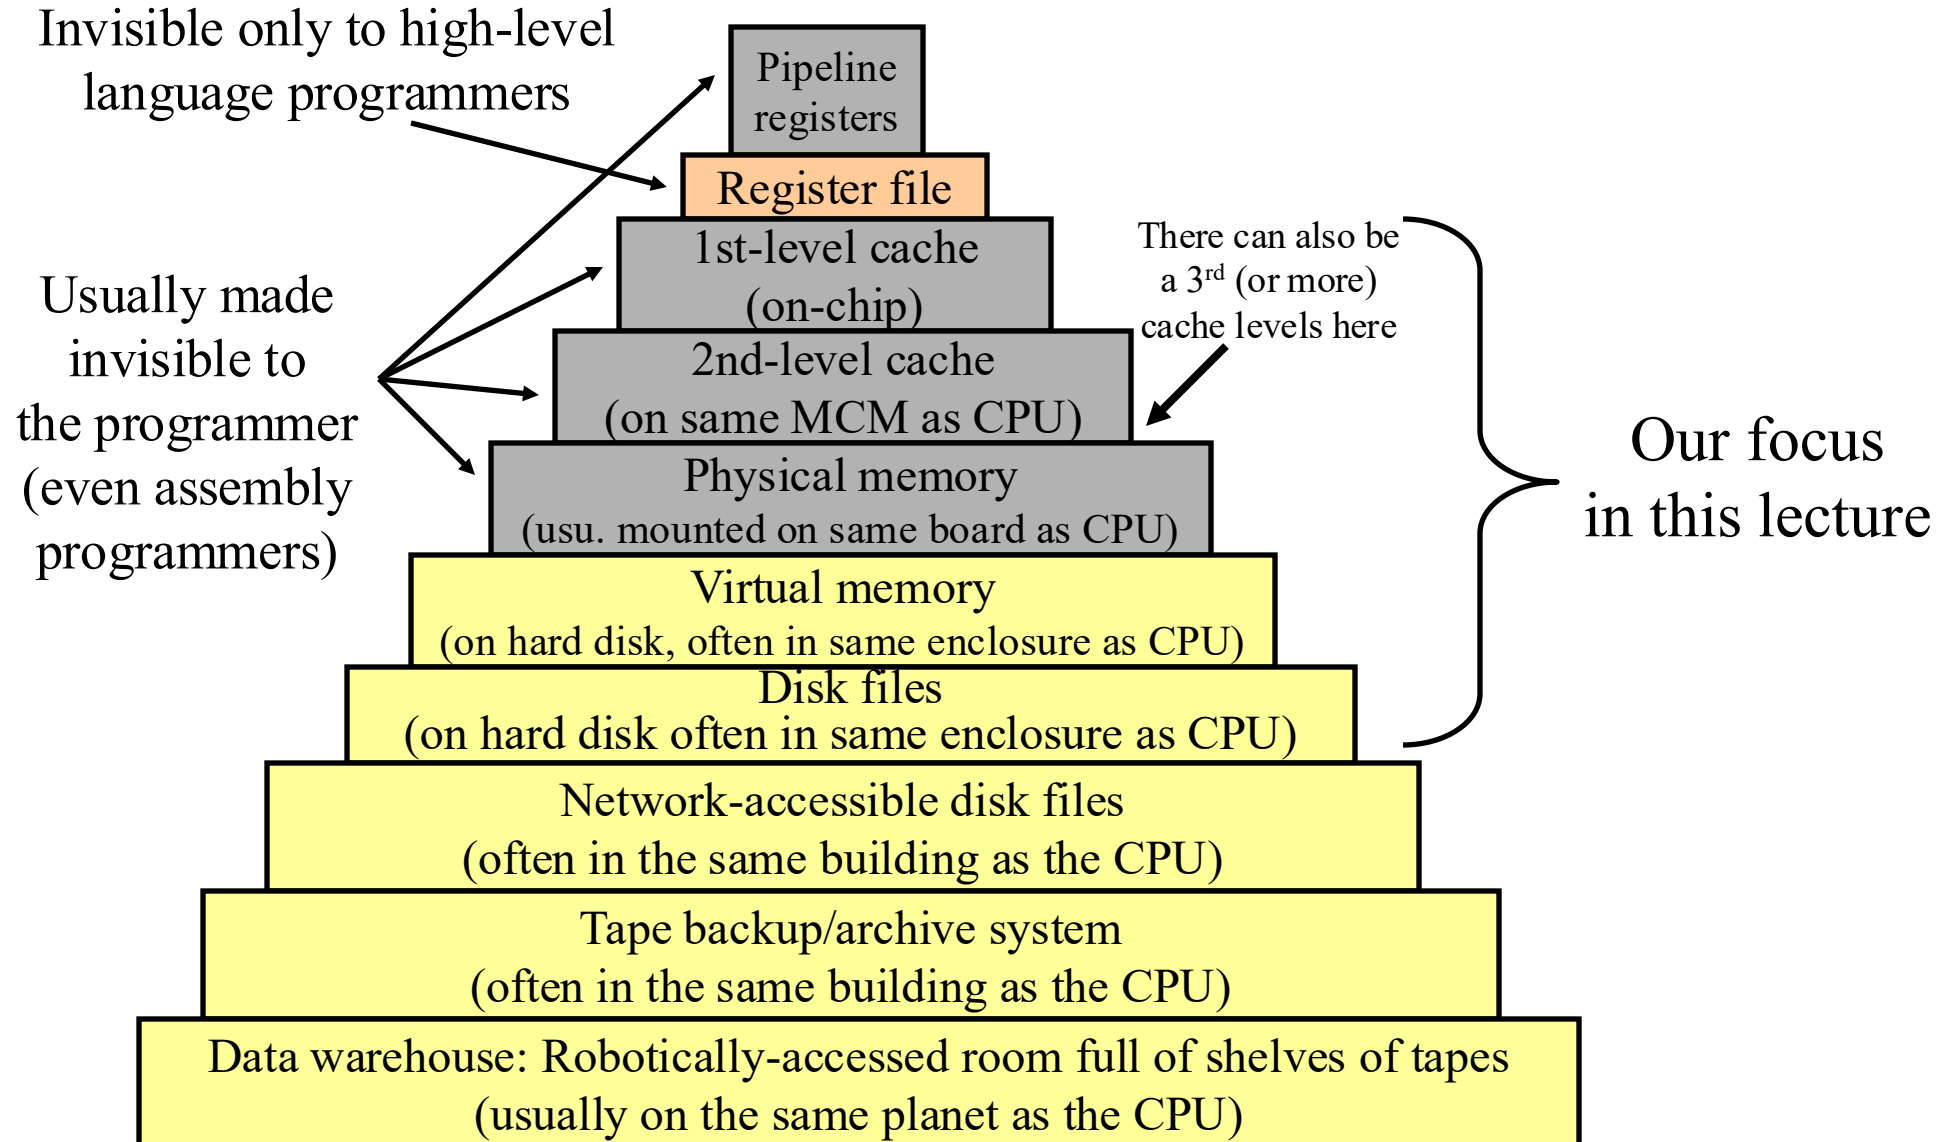 Invisible only to high-level
language programmers
Pipeline
registers
Register file
1st-level cache
(on-chip)
There can also be
a 3rd (or more)
cache levels here
Usually made
invisible to
the programmer
(even assembly
programmers)
2nd-level cache
(on same MCM as CPU)
Our focus
in this lecture
Physical memory
(usu. mounted on same board as CPU)
Virtual memory
(on hard disk, often in same enclosure as CPU)
Disk files
(on hard disk often in same enclosure as CPU)
Network-accessible disk files
(often in the same building as the CPU)
Tape backup/archive system
(often in the same building as the CPU)
Data warehouse: Robotically-accessed room full of shelves of tapes
(usually on the same planet as the CPU)